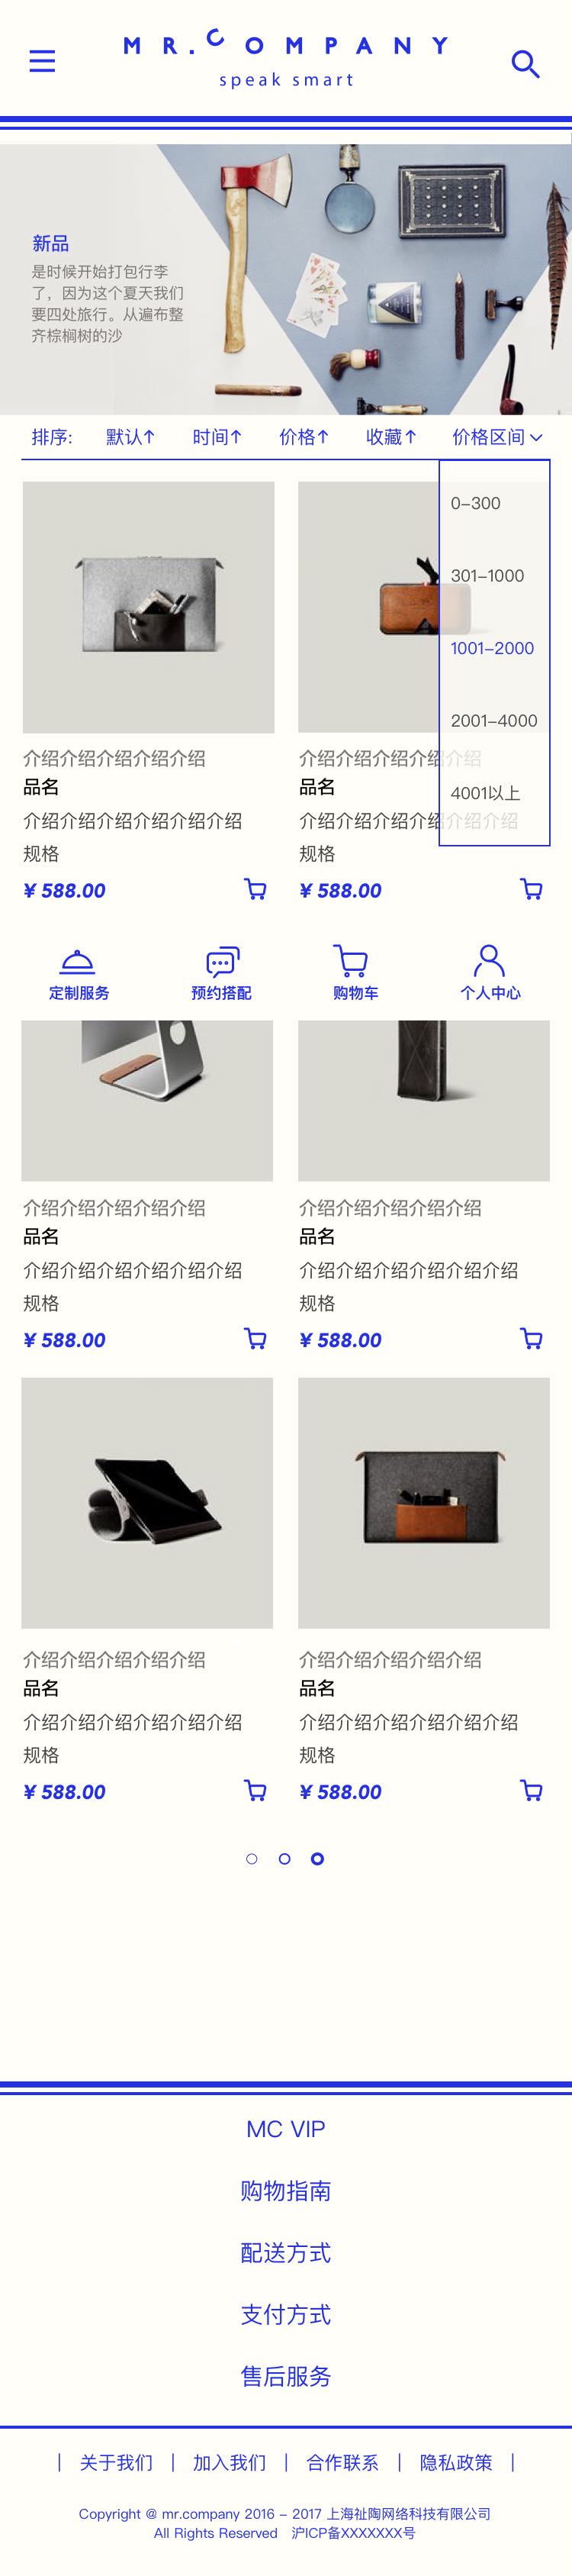 MR.COMPANY
speak smart
新品
是时候开始打包行李
了，因为这个夏天我们
要四处旅行。从遍布整
齐棕榈树的沙
排序: 默认↑ 时间↑ 价格↑ 收藏↑ 价格区间
0-300
301-1000
1001-2000
2001-4000
4001以上
介绍介绍介绍介绍介绍
品名
介绍介绍介绍介绍介绍介绍
规格
¥ 588.00
介绍介绍介绍介绍介绍
品名
介绍介绍介绍介绍介绍介绍
规格
¥ 588.00
定制服务 预约搭配 购物车 个人中心
介绍介绍介绍介绍介绍
品名
介绍介绍介绍介绍介绍介绍
规格
¥ 588.00
介绍介绍介绍介绍介绍
品名
介绍介绍介绍介绍介绍介绍
规格
¥ 588.00
介绍介绍介绍介绍介绍
品名
介绍介绍介绍介绍介绍介绍
规格
¥ 588.00
介绍介绍介绍介绍介绍
品名
介绍介绍介绍介绍介绍介绍
规格
¥ 588.00
MC VIP
购物指南
配送方式
支付方式
售后服务
| 关于我们 | 加入我们 | 合作联系 | 隐私政策 |
Copyright @ mr.company 2016 - 2017 上海祉陶网络科技有限公司
All Rights Reserved 沪ICP备XXXXXXX号